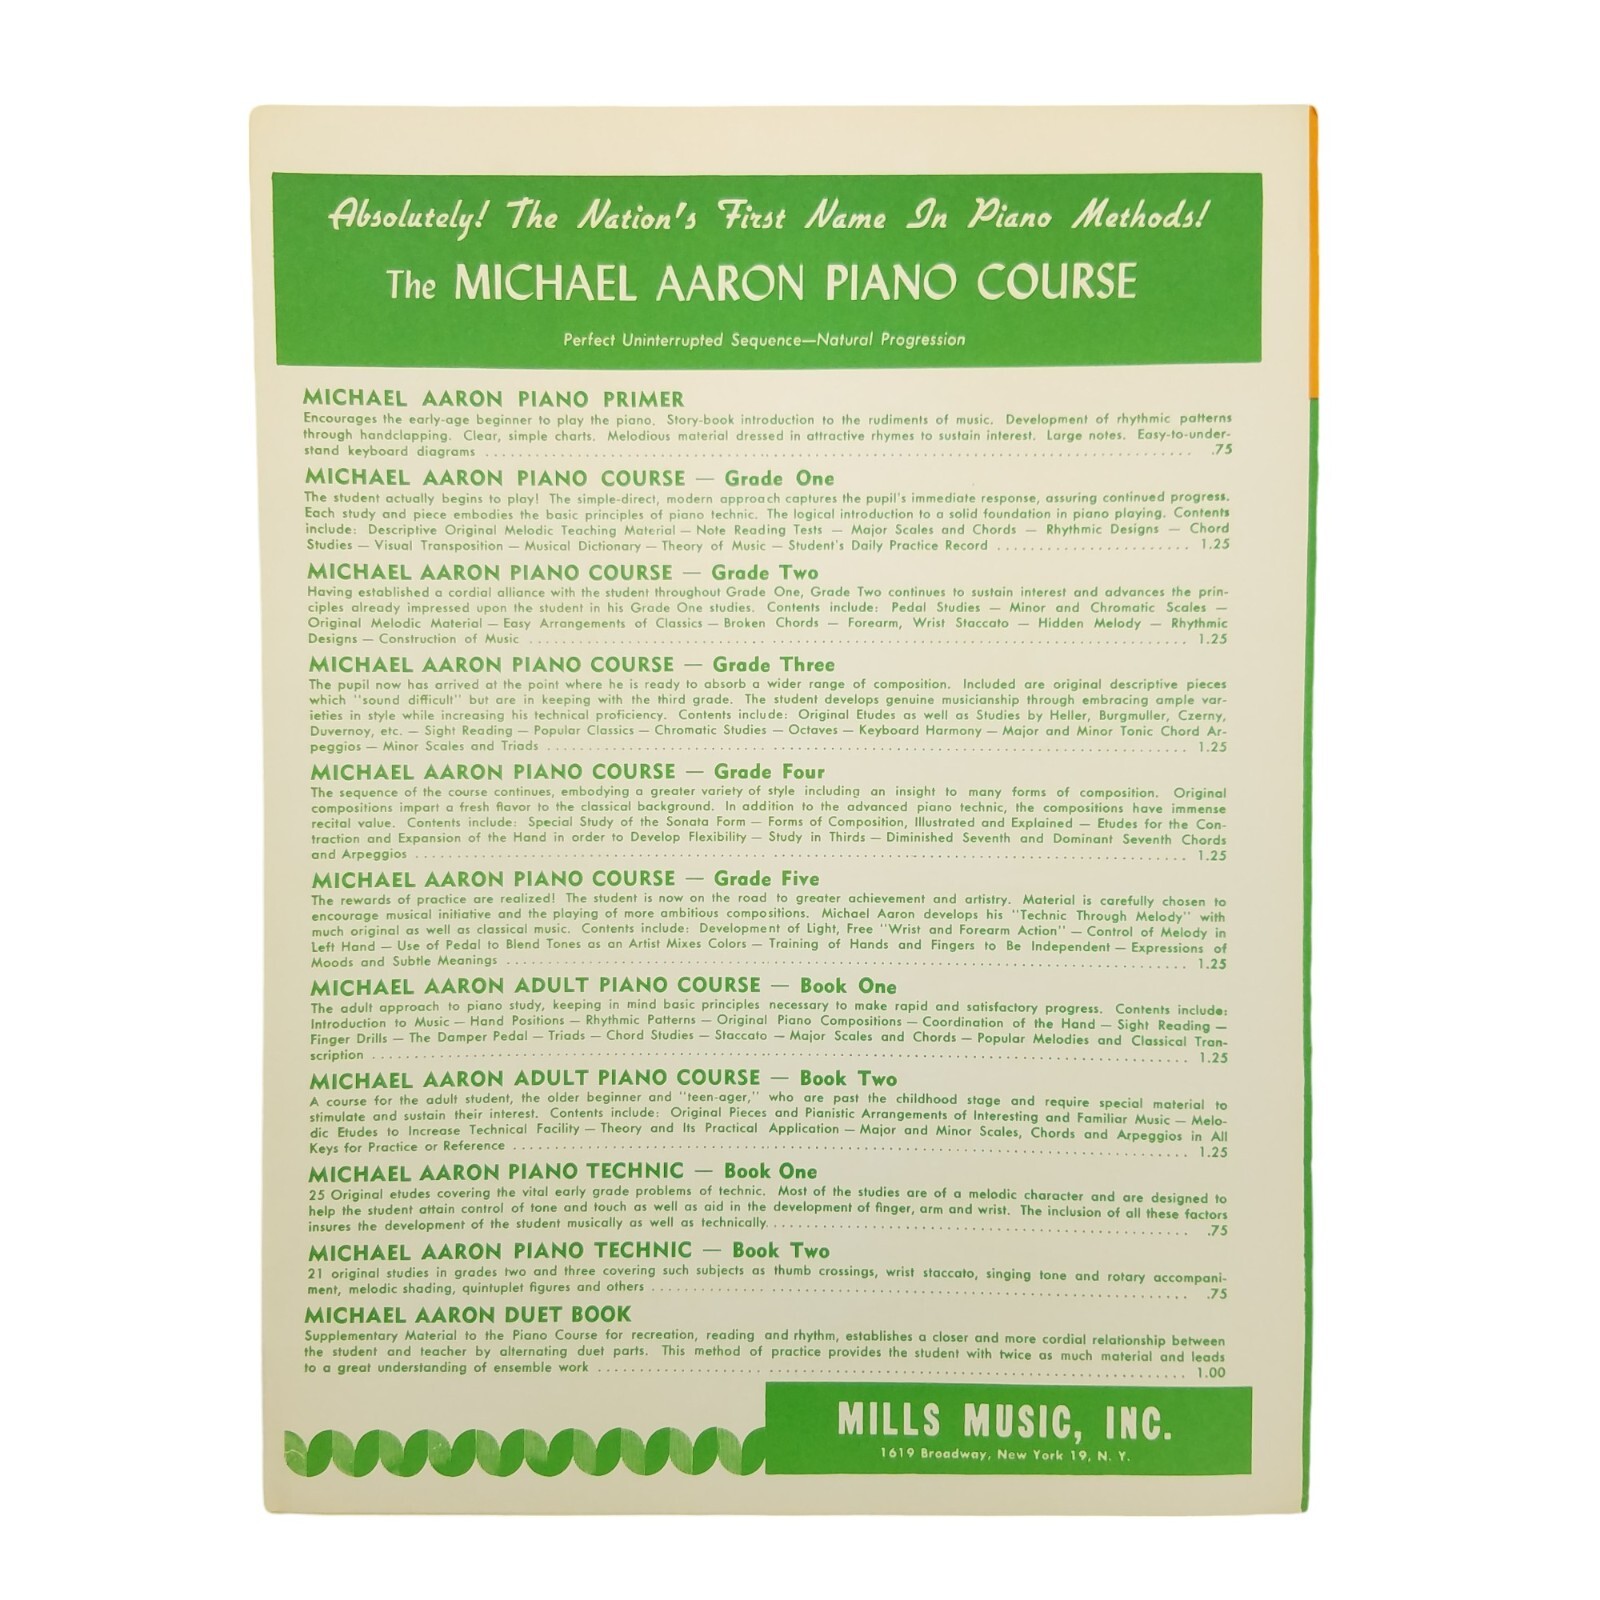 Absolutely! The Nation's First Name In Piano Methods!
The MICHAEL AARON PIANO COURSE
Perfect Uninterrupted Sequence—Natural Progression
MICHAEL AARON PIANO PRIMER
Encourages the early-age beginner to play the piano. Story-book introduction to the rudiments of music. Development of rhythmic patterns
through handclapping. Clear, simple charts. Melodious material dressed in attractive rhymes to sustain interest. Large notes. Easy-to-under-
stand keyboard diagrams .75
MICHAEL AARON PIANO COURSE — Grade One
The student actually begins to play! The simple-direct, modern approach captures the pupil's immediate response, assuring continued progress.
Each study and piece embodies the basic principles of piano technic. The logical introduction to a solid foundation in piano playing. Contents
include: Descriptive Original Melodic Teaching Material — Note Reading Tests — Major Scales and Chords — Rhythmic Designs — Chord
Studies — Visual Transposition — Musical Dictionary — Theory of Music — Student's Daily Practice Record 1.25
MICHAEL AARON PIANO COURSE — Grade Two
Having established a cordial alliance with the student throughout Grade One, Grade Two continues to sustain interest and advances the prin-
ciples already impressed upon the student in his Grade One studies. Contents include: Pedal Studies — Minor and Chromatic Scales —
Original Melodic Material — Easy Arrangements of Classics — Broken Chords — Forearm, Wrist Staccato — Hidden Melody — Rhythmic
Designs — Construction of Music 1.25
MICHAEL AARON PIANO COURSE — Grade Three
The pupil now has arrived at the point where he is ready to absorb a wider range of composition. Included are original descriptive pieces
which "sound difficult" but are in keeping with the third grade. The student develops genuine musicianship through embracing ample var-
ieties in style while increasing his technical proficiency. Contents include: Original Etudes as well as Studies by Heller, Burgmuller, Czerny,
Duvernoy, etc. — Sight Reading — Popular Classics — Chromatic Studies — Octaves — Keyboard Harmony — Major and Minor Tonic Chord Ar-
peggios — Minor Scales and Triads 1.25
MICHAEL AARON PIANO COURSE — Grade Four
The sequence of the course continues, embodying a greater variety of style including an insight to many forms of composition. Original
compositions impart a fresh flavor to the classical background. In addition to the advanced piano technic, the compositions have immense
recital value. Contents include: Special Study of the Sonata Form — Forms of Composition, Illustrated and Explained — Etudes for the Con-
traction and Expansion of the Hand in order to Develop Flexibility — Study in Thirds — Diminished Seventh and Dominant Seventh Chords
and Arpeggios 1.25
MICHAEL AARON PIANO COURSE — Grade Five
The rewards of practice are realized! The student is now on the road to greater achievement and artistry. Material is carefully chosen to
encourage musical initiative and the playing of more ambitious compositions. Michael Aaron develops his "Technic Through Melody" with
much original as well as classical music. Contents include: Development of Light, Free "Wrist and Forearm Action" — Control of Melody in
Left Hand — Use of Pedal to Blend Tones as an Artist Mixes Colors — Training of Hands and Fingers to Be Independent — Expressions of
Moods and Subtle Meanings 1.25
MICHAEL AARON ADULT PIANO COURSE — Book One
The adult approach to piano study, keeping in mind basic principles necessary to make rapid and satisfactory progress. Contents include:
Introduction to Music — Hand Positions — Rhythmic Patterns — Original Piano Compositions — Coordination of the Hand — Sight Reading —
Finger Drills — The Damper Pedal — Triads — Chord Studies — Staccato — Major Scales and Chords — Popular Melodies and Classical Tran-
scription 1.25
MICHAEL AARON ADULT PIANO COURSE — Book Two
A course for the adult student, the older beginner and "teen-ager," who are past the childhood stage and require special material to
stimulate and sustain their interest. Contents include: Original Pieces and Pianistic Arrangements of Interesting and Familiar Music — Melo-
dic Etudes to Increase Technical Facility — Theory and Its Practical Application — Major and Minor Scales, Chords and Arpeggios in All
Keys for Practice or Reference 1.25
MICHAEL AARON PIANO TECHNIC — Book One
25 Original etudes covering the vital early grade problems of technic. Most of the studies are of a melodic character and are designed to
help the student attain control of tone and touch as well as aid in the development of finger, arm and wrist. The inclusion of all these factors
insures the development of the student musically as well as technically. .75
MICHAEL AARON PIANO TECHNIC — Book Two
21 original studies in grades two and three covering such subjects as thumb crossings, wrist staccato, singing tone and rotary accompani-
ment, melodic shading, quintuplet figures and others .75
MICHAEL AARON DUET BOOK
Supplementary Material to the Piano Course for recreation, reading and rhythm, establishes a closer and more cordial relationship between
the student and teacher by alternating duet parts. This method of practice provides the student with twice as much material and leads
to a great understanding of ensemble work 1.00
MILLS MUSIC, INC.
1619 Broadway, New York 19, N. Y.